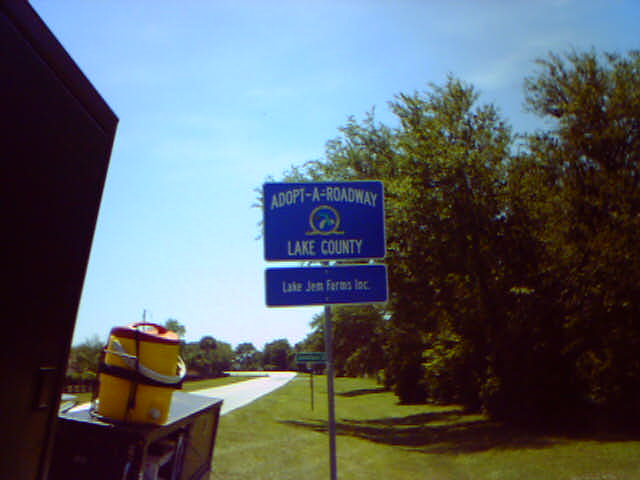 ADOPT-A-ROADWAY
LAKE COUNTY
Lake Jem Farms Inc.